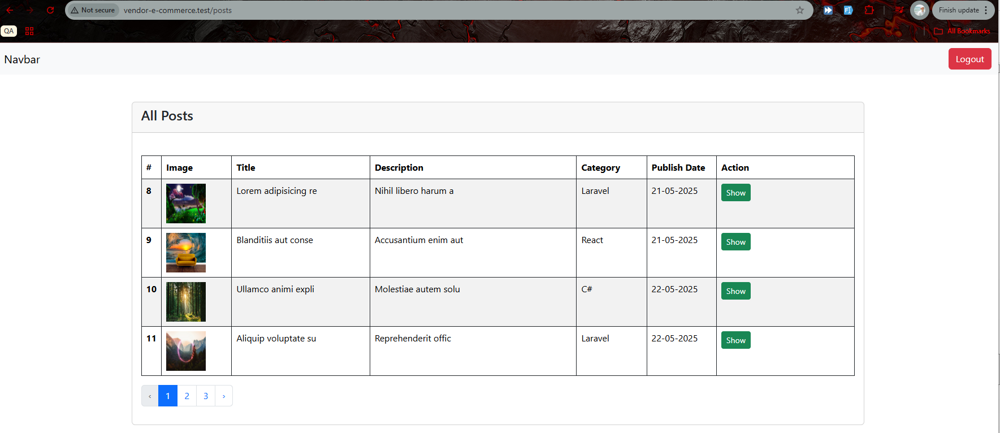 Not secure vendor-e-commerce.test/posts Finish update
QA All Bookmarks
Navbar Logout
All Posts
# Image Title Description Category Publish Date Action
8 Lorem adipisicing re Nihil libero harum a Laravel 21-05-2025 Show
9 Blanditiis aut conse Accusantium enim aut React 21-05-2025 Show
10 Ullamco animi expli Molestiae autem solu C# 22-05-2025 Show
11 Aliquip voluptate su Reprehenderit offic Laravel 22-05-2025 Show
‹ 1 2 3 ›